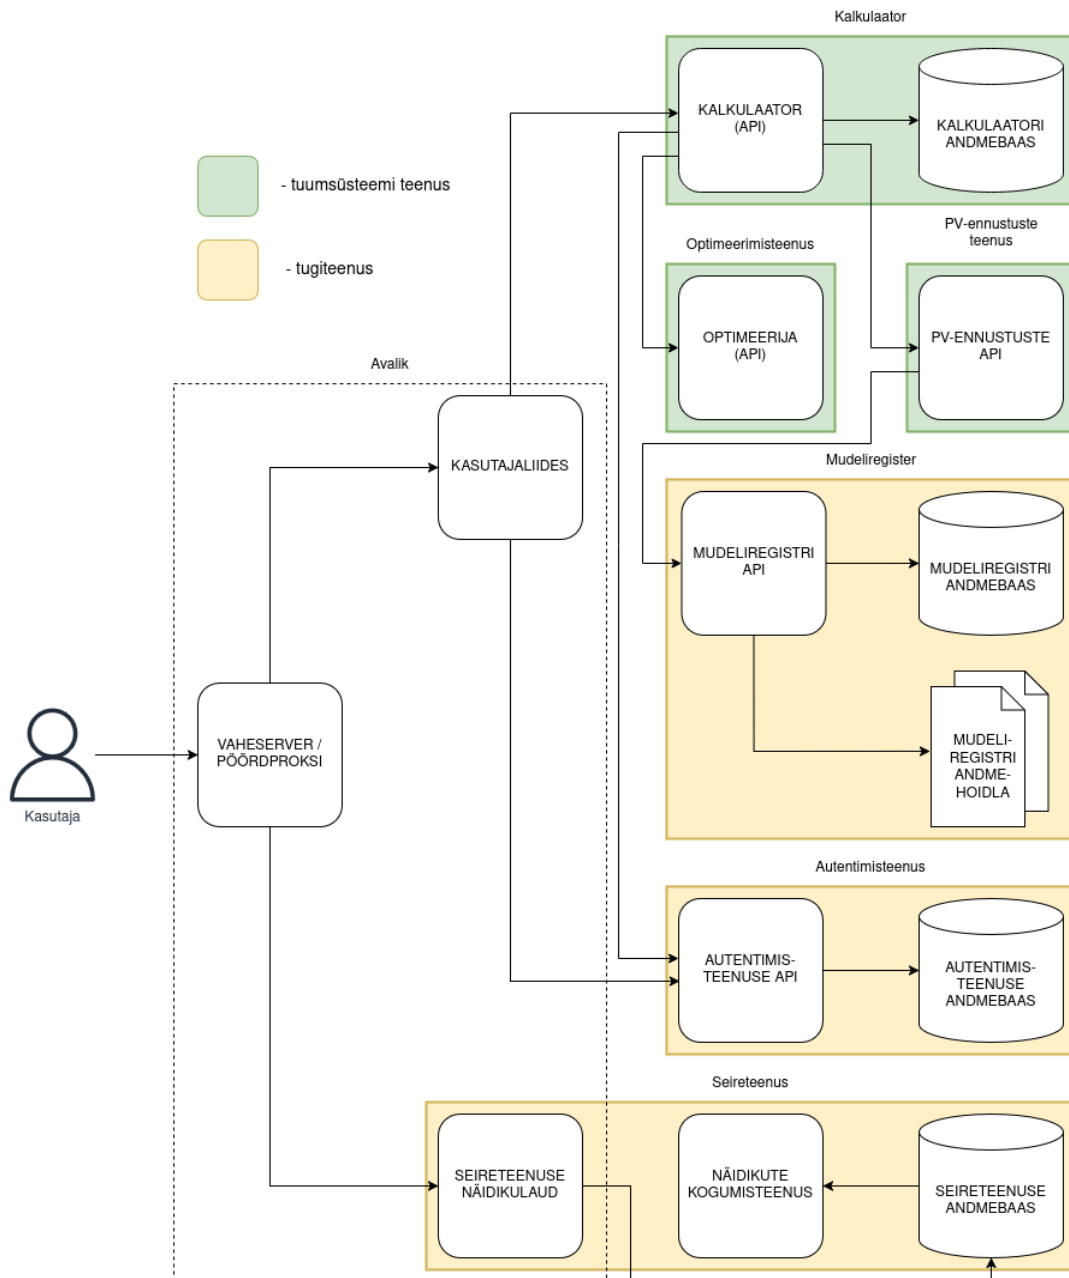 Kalkulaator
KALKULAATOR
(API)
KALKULAATORI
ANDMEBAAS
- tuumsüsteemi teenus
- tugiteenus
Optimeerimisteenus
PV-ennustuste
teenus
OPTIMEERIJA
(API)
PV-ENNUSTUSTE
API
Avalik
KASUTAJALIIDES
Mudeliregister
MUDELIREGISTRI
API
MUDELIREGISTRI
ANDMEBAAS
MUDELI-
REGISTRI
ANDME-
HOIDLA
VAHESERVER /
PÖÖRDPROKSI
Kasutaja
Autentimisteenus
AUTENTIMIS-
TEENUSE API
AUTENTIMIS-
TEENUSE
ANDMEBAAS
Seireteenus
SEIRETEENUSE
NÄIDIKULAUD
NÄIDIKUTE
KOGUMISTEENUS
SEIRETEENUSE
ANDMEBAAS